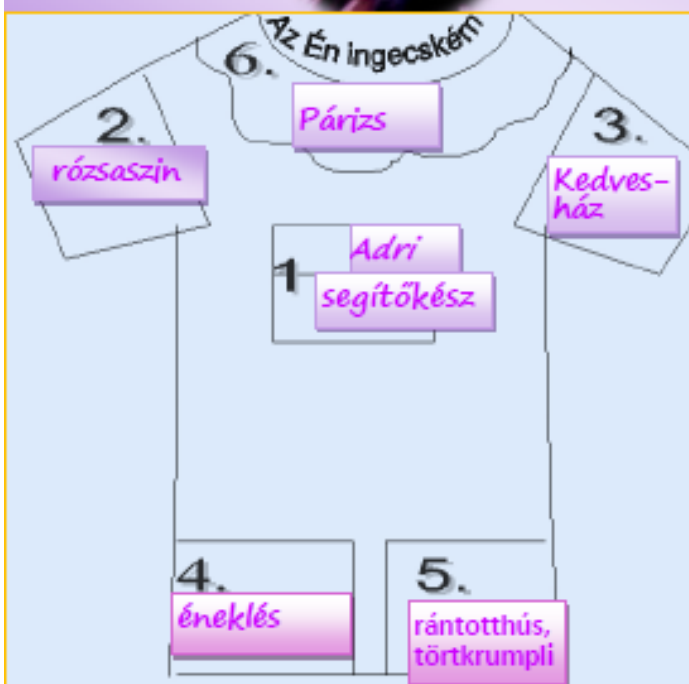 Az Én ingecském
6.
Párizs
2.
rózsaszin
3.
Kedves-
ház
1
Adri
segítőkész
4.
éneklés
5.
rántotthús,
törtkrumpli